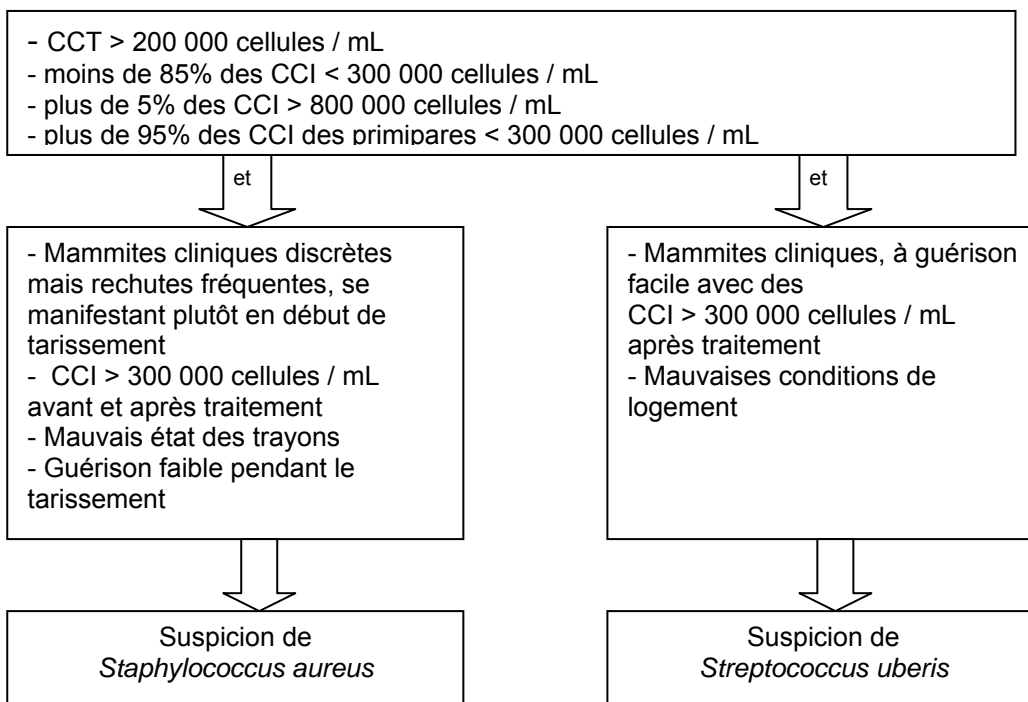 - CCT > 200 000 cellules / mL
- moins de 85% des CCI < 300 000 cellules / mL
- plus de 5% des CCI > 800 000 cellules / mL
- plus de 95% des CCI des primipares < 300 000 cellules / mL
et
et
- Mammites cliniques discrètes
mais rechutes fréquentes, se
manifestant plutôt en début de
tarissement
- CCI > 300 000 cellules / mL
avant et après traitement
- Mauvais état des trayons
- Guérison faible pendant le
tarissement
- Mammites cliniques, à guérison
facile avec des
CCI > 300 000 cellules / mL
après traitement
- Mauvaises conditions de
logement
Suspicion de
Staphylococcus aureus
Suspicion de
Streptococcus uberis